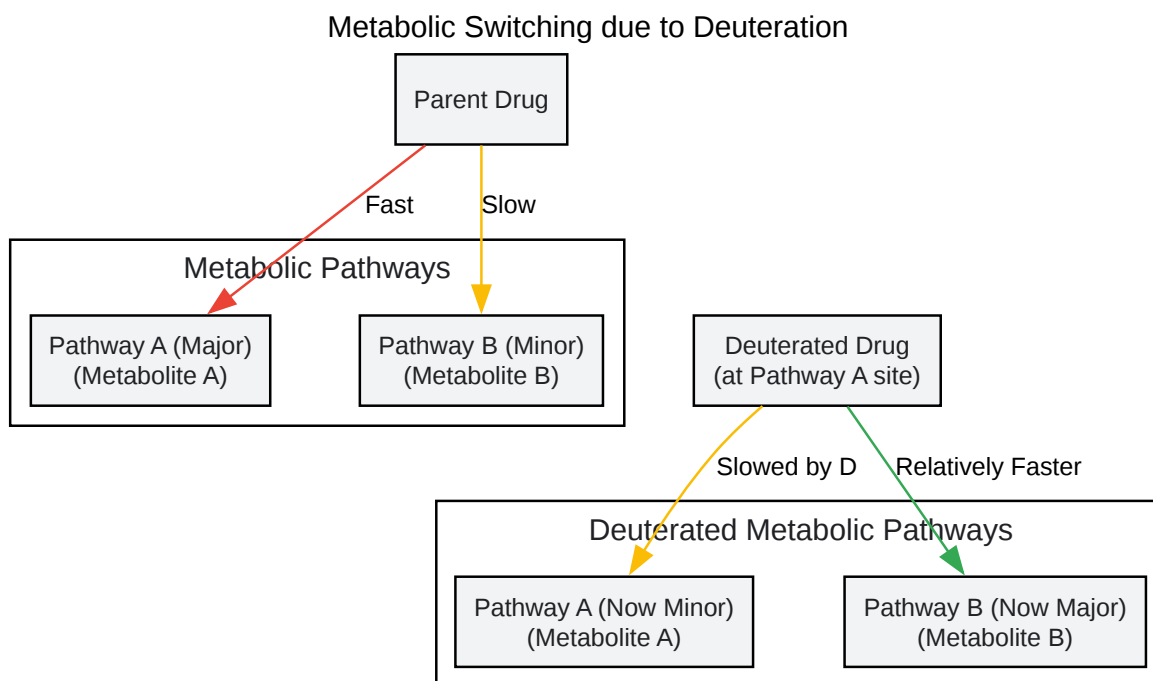 Metabolic Switching due to Deuteration
Parent Drug
Fast
Slow
Metabolic Pathways
Pathway A (Major)
(Metabolite A)
Pathway B (Minor)
(Metabolite B)
Deuterated Drug
(at Pathway A site)
Slowed by D
Relatively Faster
Deuterated Metabolic Pathways
Pathway A (Now Minor)
(Metabolite A)
Pathway B (Now Major)
(Metabolite B)